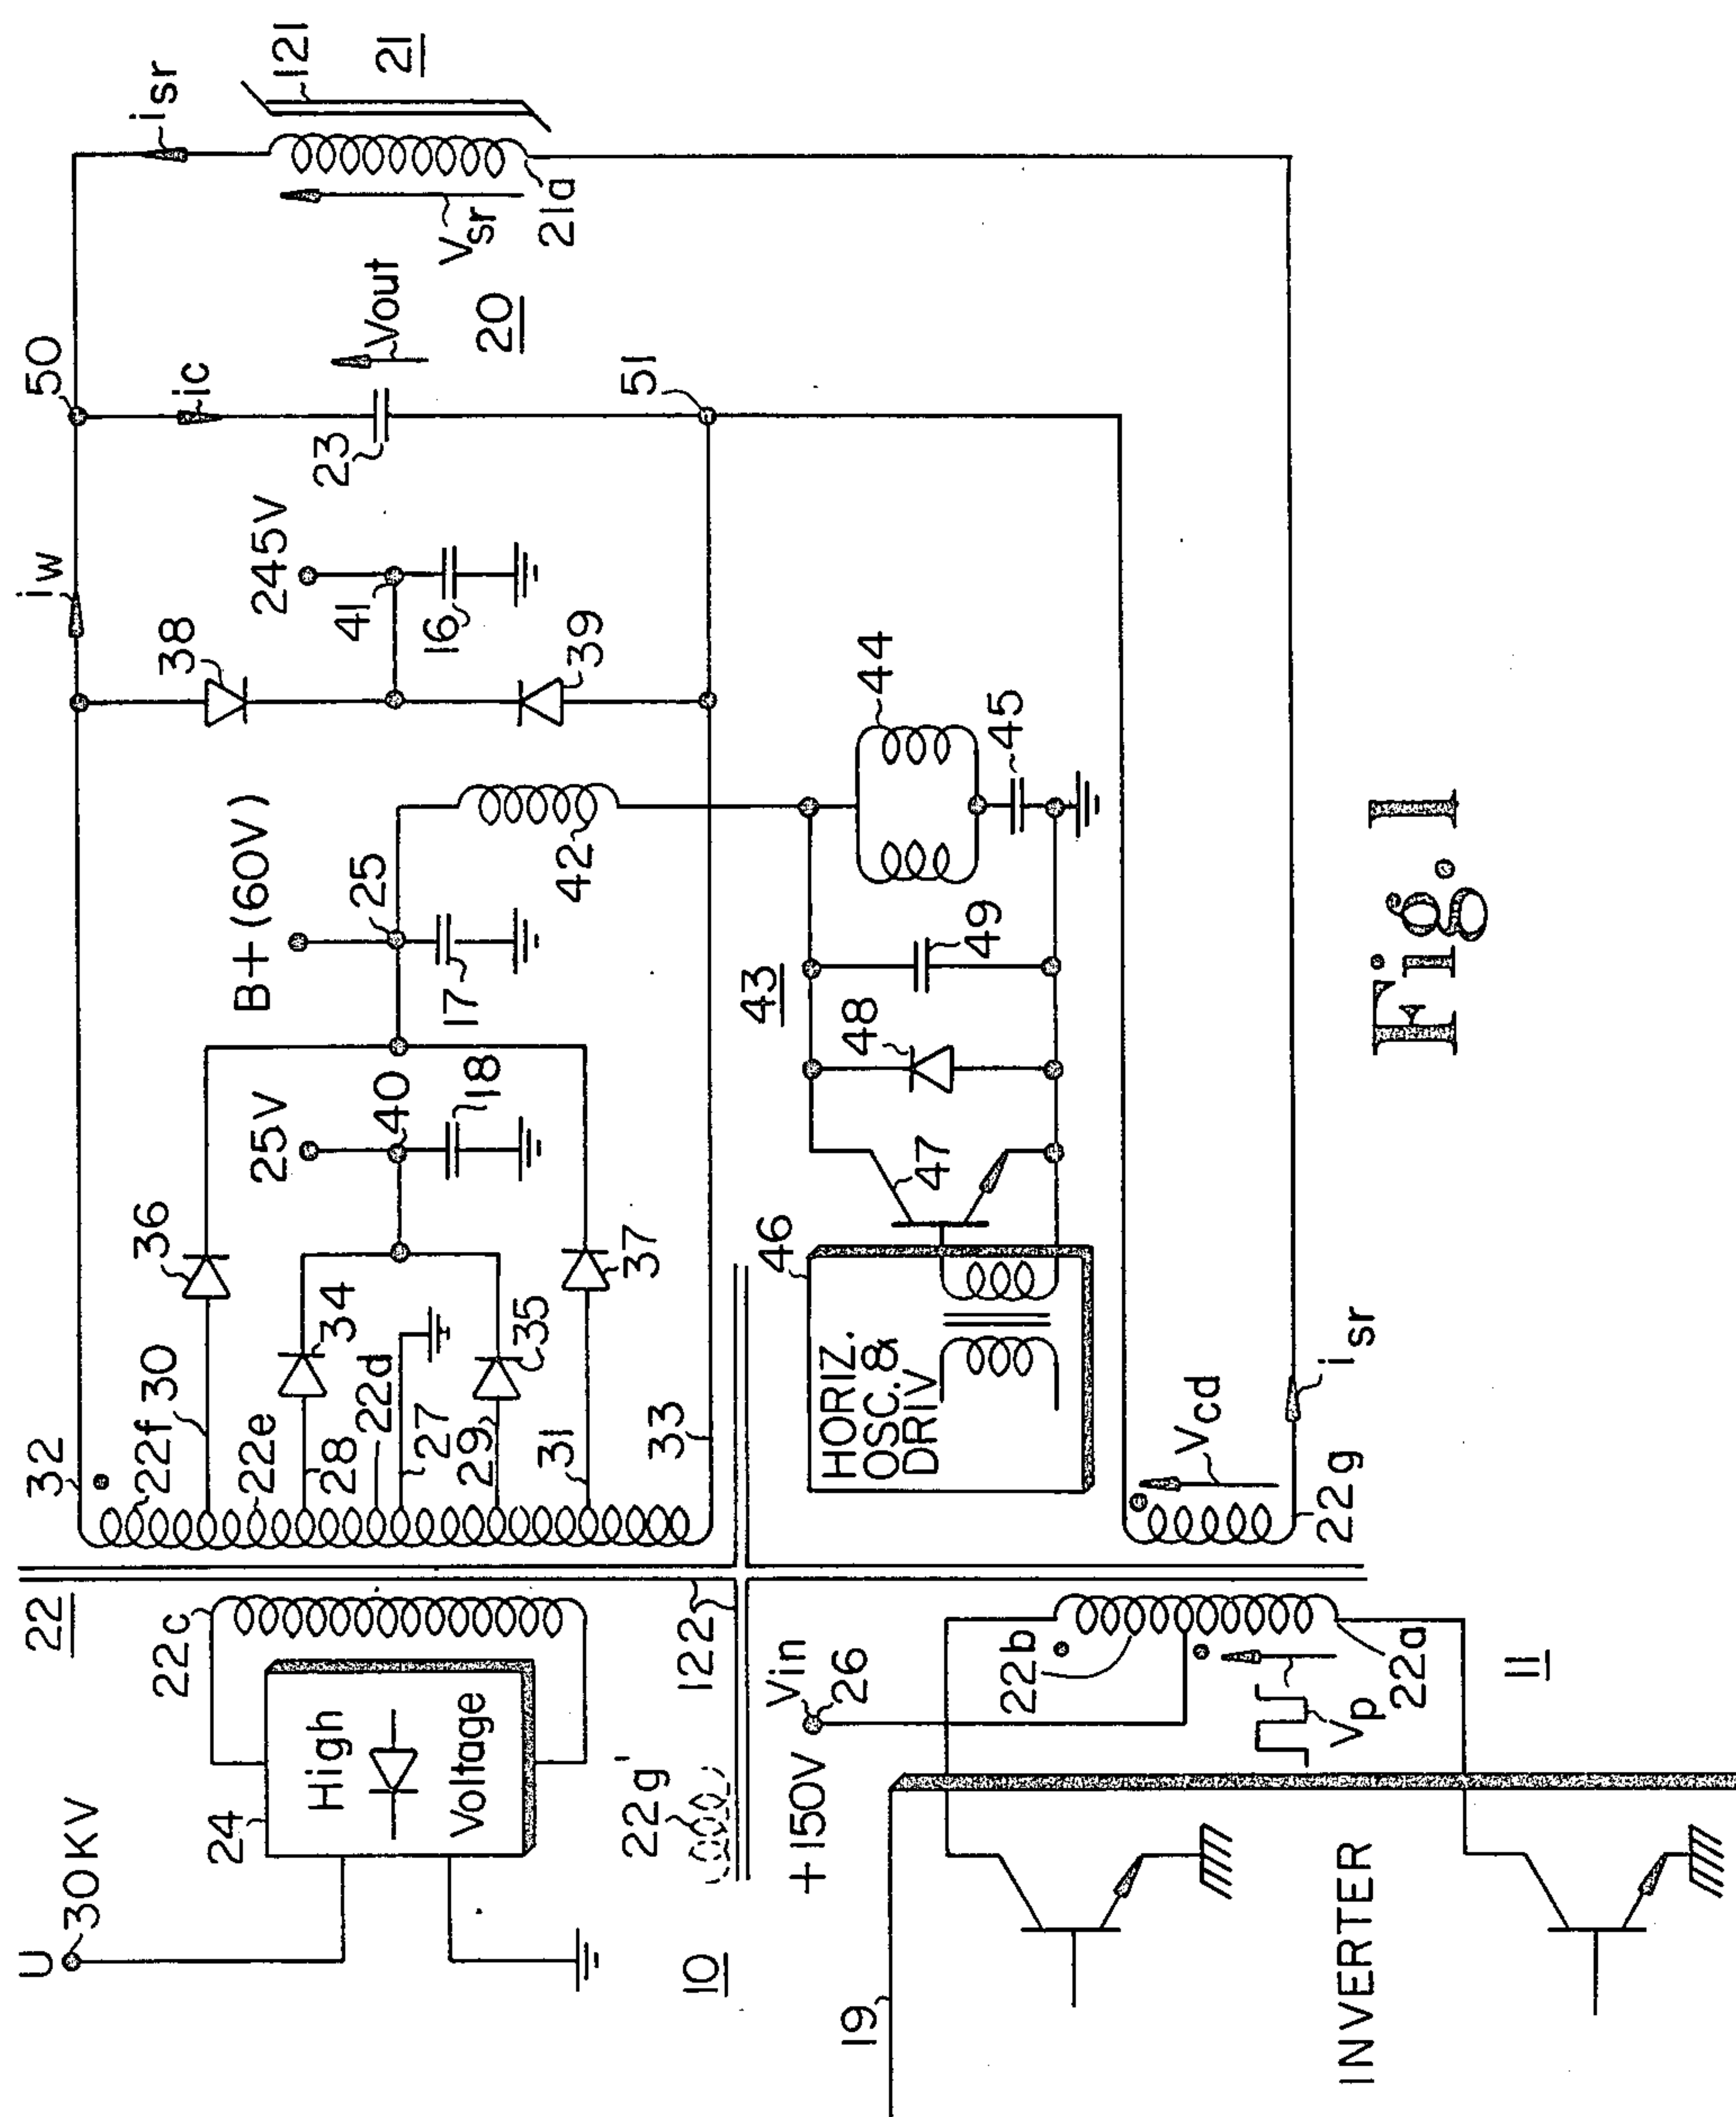 U
30KV
24
High
Voltage
22c
22
32
22f
30
36
22e
28
34
22d
27
29
35
31
37
33
25V
40
18
B+(60V)
25
17
42
38
iw
245V
41
16
39
50
ic
23
Vout
20
51
isr
121
21
Vsr
21a
10
22g'
122
46
HORIZ.
OSC.&
DRIV
47
43
48
49
44
45
+150V
Vin
26
22b
Vp
22a
11
19
INVERTER
Vcd
22g
isr
Fig. 1